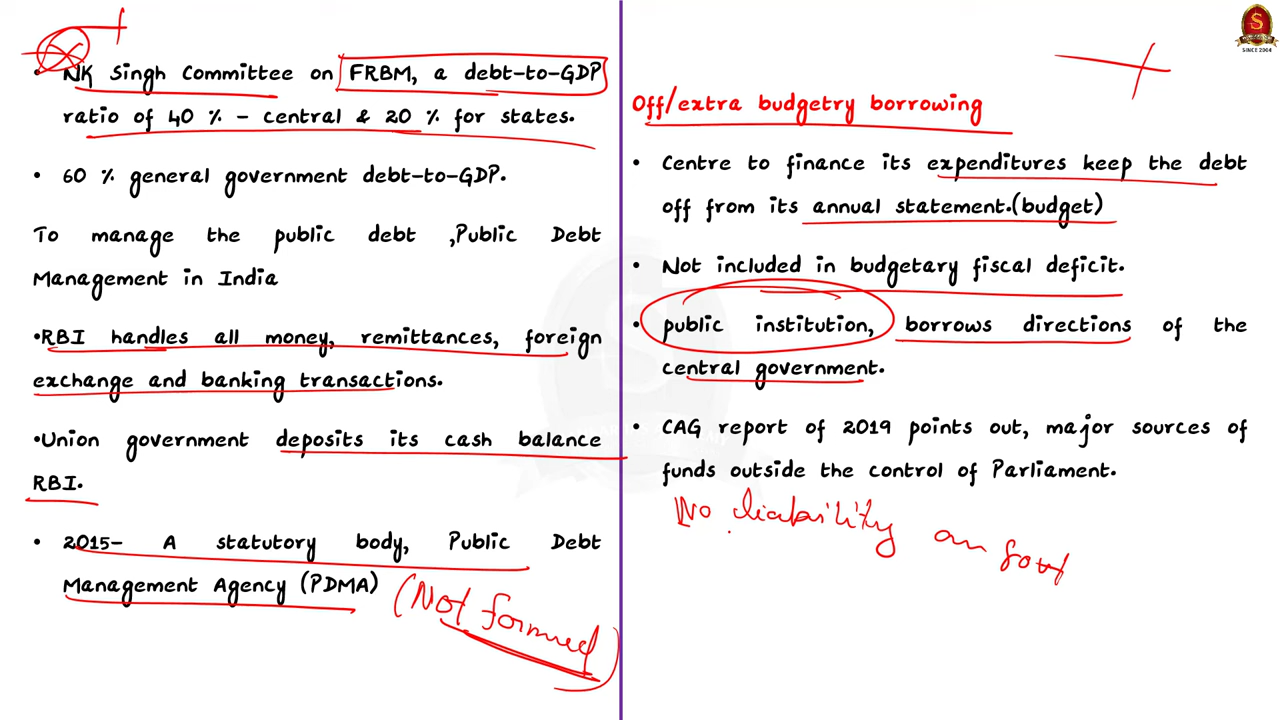 • NK Singh Committee on FRBM, a debt-to-GDP
ratio of 40 % - central & 20 % for states.
• 60 % general government debt-to-GDP.
To manage the public debt ,Public Debt
Management in India
•RBI handles all money, remittances, foreign
exchange and banking transactions.
•Union government deposits its cash balance
RBI.
• 2015- A statutory body, Public Debt
Management Agency (PDMA)
(Not formed)
Off/extra budgetry borrowing
• Centre to finance its expenditures keep the debt
off from its annual statement.(budget)
• Not included in budgetary fiscal deficit.
• public institution, borrows directions of the
central government.
• CAG report of 2019 points out, major sources of
funds outside the control of Parliament.
No liability on Govt
S
SINCE 2004